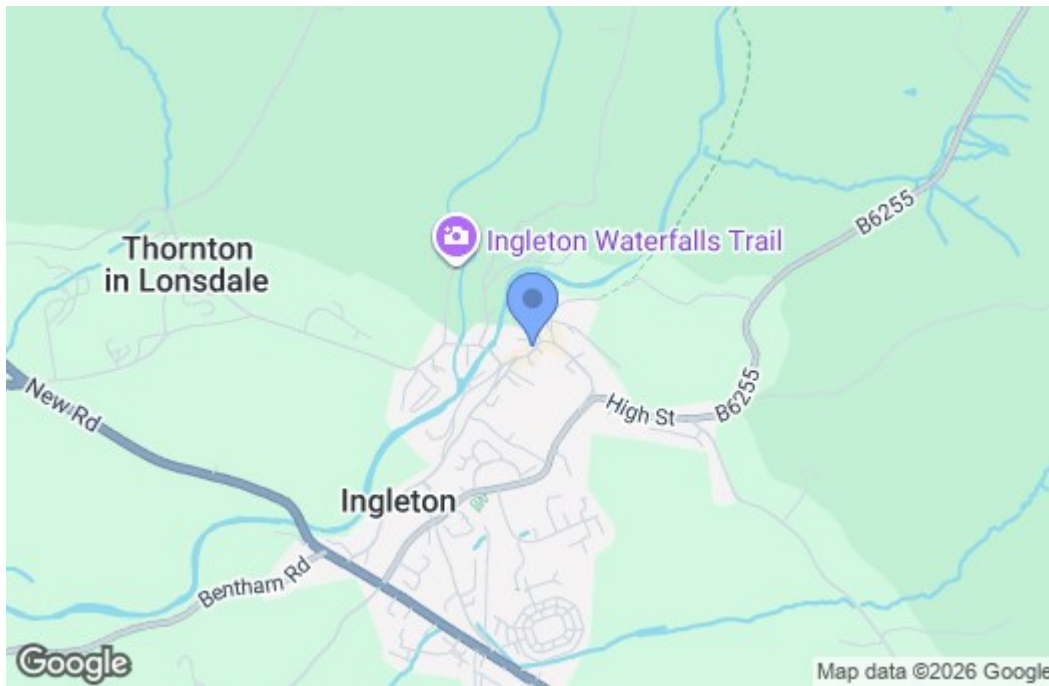 B6255
Thornton
in Lonsdale
Ingleton Waterfalls Trail
New Rd
High St
B6255
Ingleton
Bentham Rd
Google
Map data ©2026 Google